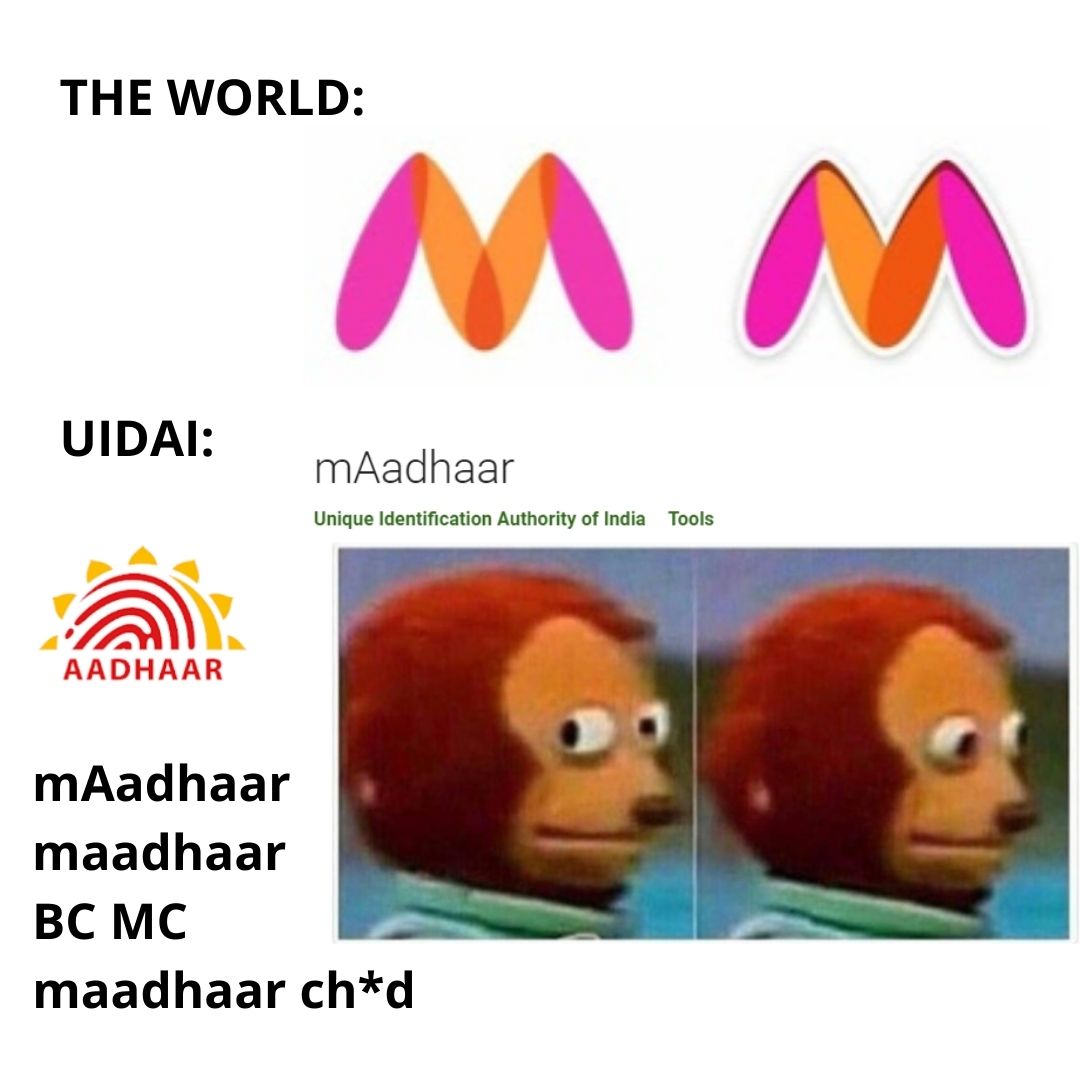 THE WORLD:
UIDAI:
mAadhaar
Unique Identification Authority of India Tools
AADHAAR
mAadhaar
maadhaar
BC MC
maadhaar ch*d